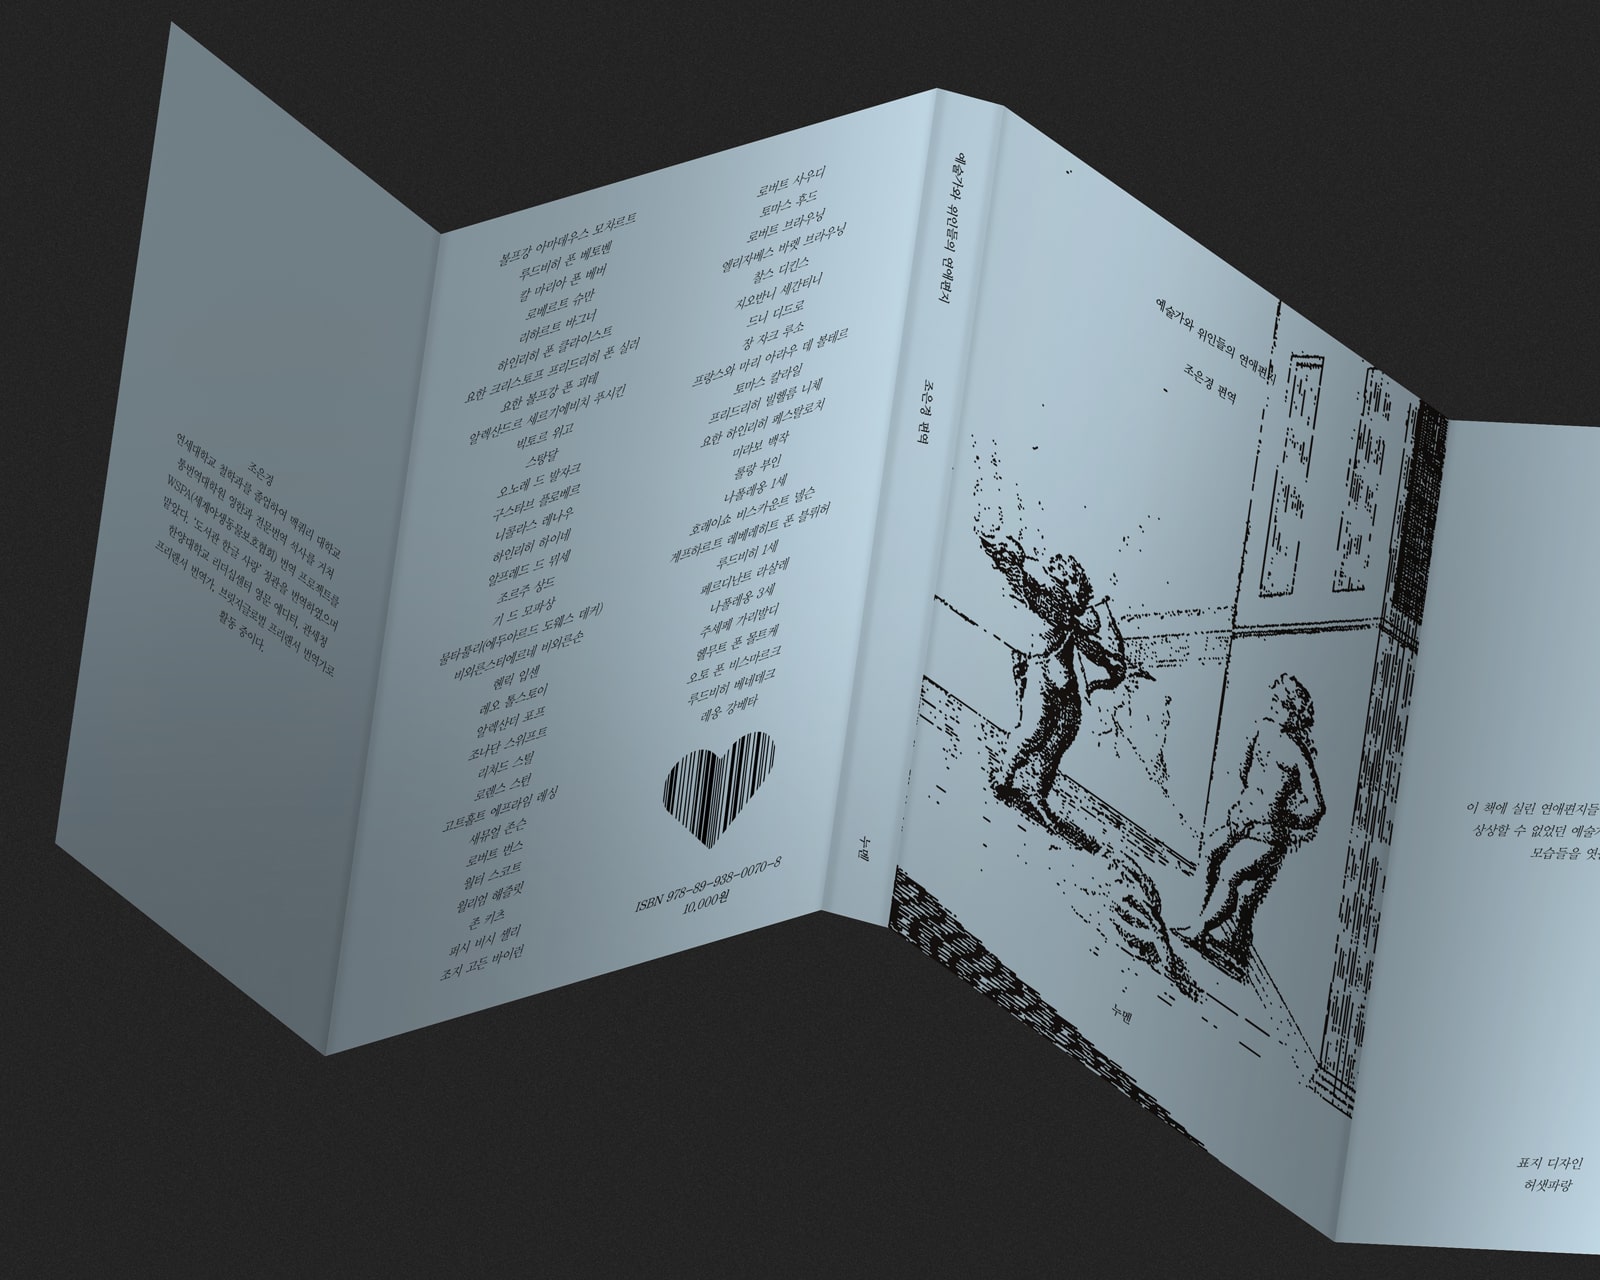 조은경
연세대학교 철학과를 졸업하여 맥쿼리 대학교
통번역대학원 영한과 전문번역 석사를 거쳐
WSPA(세계야생동물보호협회) 번역 프로젝트를
맡았다. '도서관 한글 사랑' 정관을 번역하였으며
한양대학교 리더십센터 영문 에디터, 관세청
프리랜서 번역가, 브릿지글로벌 프리랜서 번역가로
활동 중이다.
볼프강 아마데우스 모차르트
루드비히 폰 베토벤
칼 마리아 폰 베버
로베르트 슈만
리하르트 바그너
하인리히 폰 클라이스트
요한 크리스토프 프리드리히 폰 실러
요한 볼프강 폰 괴테
알렉산드르 세르기예비치 푸시킨
빅토르 위고
스탕달
오노레 드 발자크
구스타브 플로베르
니콜라스 레나우
하인리히 하이네
알프레드 드 뮈세
조르주 상드
기 드 모파상
물타툴리(에두아르드 도웨스 데커)
비외른스티에르네 비외른손
헨릭 입센
레오 톨스토이
알렉산더 포프
조나단 스위프트
리처드 스틸
로렌스 스턴
고트홀트 에프라임 레싱
새뮤얼 존슨
로버트 번스
월터 스코트
윌리엄 해즐릿
존 키츠
퍼시 비시 셸리
조지 고든 바이런
로버트 사우디
토마스 후드
로버트 브라우닝
엘리자베스 바렛 브라우닝
찰스 디킨스
지오반니 세간티니
드니 디드로
장 자크 루소
프랑스와 마리 아라우 데 볼테르
토마스 칼라일
프리드리히 빌헬름 니체
요한 하인리히 페스탈로치
미라보 백작
롤랑 부인
나폴레옹 1세
호레이쇼 비스카운트 넬슨
게프하르트 레베레히트 폰 블뤼허
루드비히 1세
페르디난트 라살레
나폴레옹 3세
주세페 가리발디
헬무트 폰 몰트케
오토 폰 비스마르크
루드비히 베네데크
레옹 강베타
ISBN 978-89-938-0070-8
10,000원
예술가와 위인들의 연애편지
조은경 편역
누멘
예술가와 위인들의 연애편지
조은경 편역
누멘
이 책에 실린 연애편지들
상상할 수 없었던 예술가
모습들을 엿
표지 디자인
허샛파랑